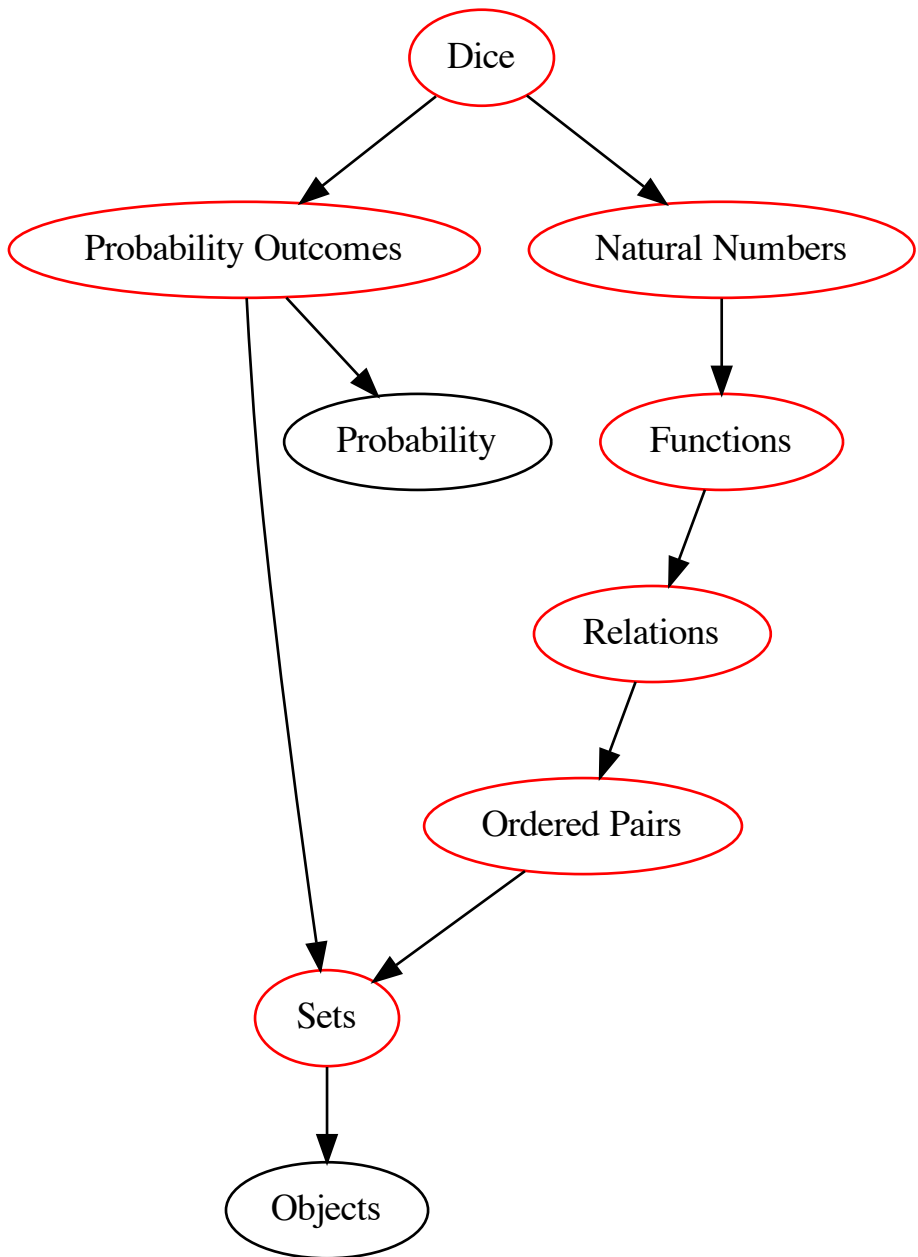 Dice
Probability Outcomes
Natural Numbers
Probability
Functions
Relations
Ordered Pairs
Sets
Objects